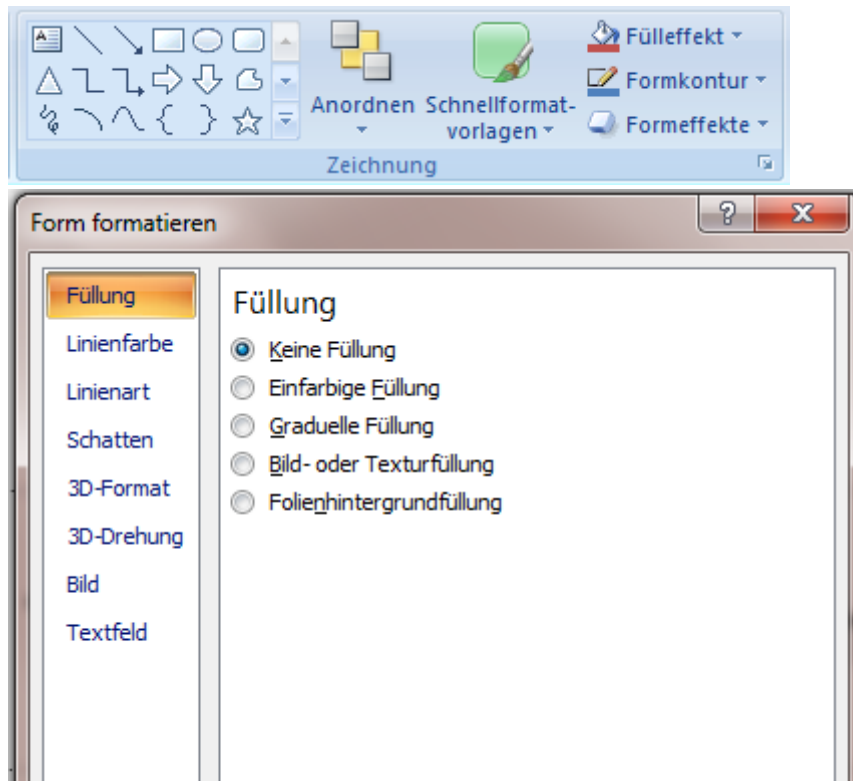 Fülleffekt
Formkontur
Anordnen Schnellformat-
vorlagen
Formeffekte
Zeichnung
Form formatieren
Füllung
Linienfarbe
Linienart
Schatten
3D-Format
3D-Drehung
Bild
Textfeld
Füllung
Keine Füllung
Einfarbige Füllung
Graduelle Füllung
Bild- oder Texturfüllung
Folienhintergrundfüllung